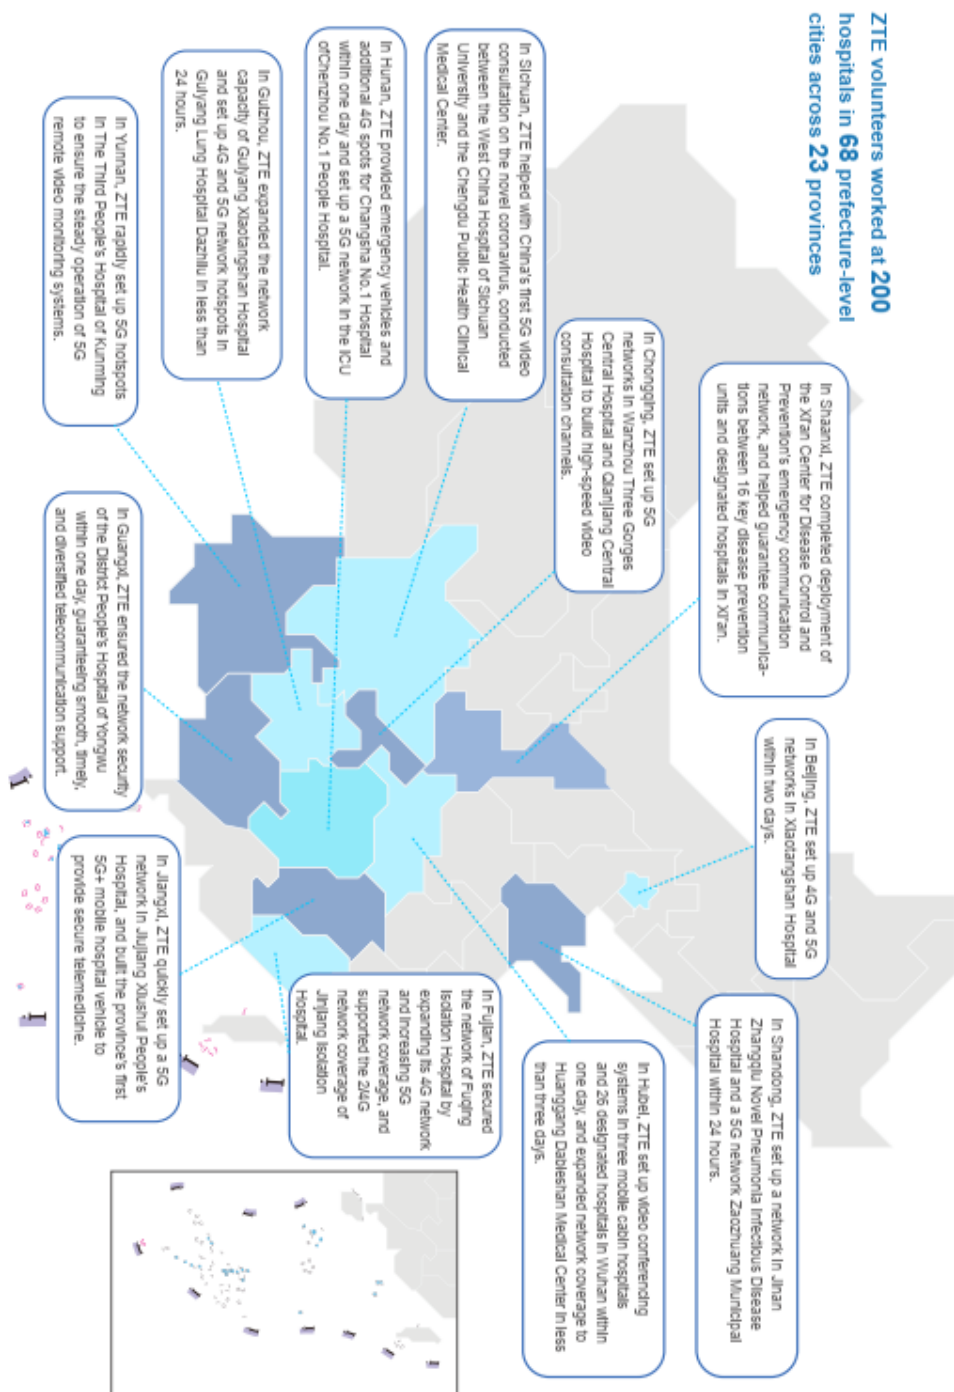 ZTE volunteers worked at 200
hospitals in 68 prefecture-level
cities across 23 provinces
In Shaanxi, ZTE completed deployment of
the Xi'an Center for Disease Control and
Prevention's emergency communication
network, and helped guarantee communica-
tions between 16 key disease prevention
units and designated hospitals in Xi'an.
In Beijing, ZTE set up 4G and 5G
networks in Xiaotangshan Hospital
within two days.
In Shandong, ZTE set up a network in Jinan
Zhangqiu Novel Pneumonia Infectious Disease
Hospital and a 5G network Zaozhuang Municipal
Hospital within 24 hours.
In Chongqing, ZTE set up 5G
networks in Wanzhou Three Gorges
Central Hospital and Qianjiang Central
Hospital to build high-speed video
consultation channels.
In Hubei, ZTE set up video conferencing
systems in three mobile cabin hospitals
and 26 designated hospitals in Wuhan within
one day, and expanded network coverage to
Huanggang Dabieshan Medical Center in less
than three days.
In Sichuan, ZTE helped with China's first 5G video
consultation on the novel coronavirus, conducted
between the West China Hospital of Sichuan
University and the Chengdu Public Health Clinical
Medical Center.
In Hunan, ZTE provided emergency vehicles and
additional 4G spots for Changsha No.1 Hospital
within one day and set up a 5G network in the ICU
ofChenzhou No.1 People Hospital.
In Fujian, ZTE secured
the network of Fuqing
Isolation Hospital by
expanding its 4G network
and increasing 5G
network coverage, and
supported the 2/4G
network coverage of
Jinjiang Isolation
Hospital.
In Guizhou, ZTE expanded the network
capacity of Guiyang Xiaotangshan Hospital
and set up 4G and 5G network hotspots in
Guiyang Lung Hospital Dazhilu in less than
24 hours.
In Jiangxi, ZTE quickly set up a 5G
network in Jiujiang Xiushui People's
Hospital, and built the province's first
5G+ mobile hospital vehicle to
provide secure telemedicine.
In Yunnan, ZTE rapidly set up 5G hotspots
in The Third People's Hospital of Kunming
to ensure the steady operation of 5G
remote video monitoring systems.
In Guangxi, ZTE ensured the network security
of the District People's Hospital of Yongwu
within one day, guaranteeing smooth, timely,
and diversified telecommunication support.